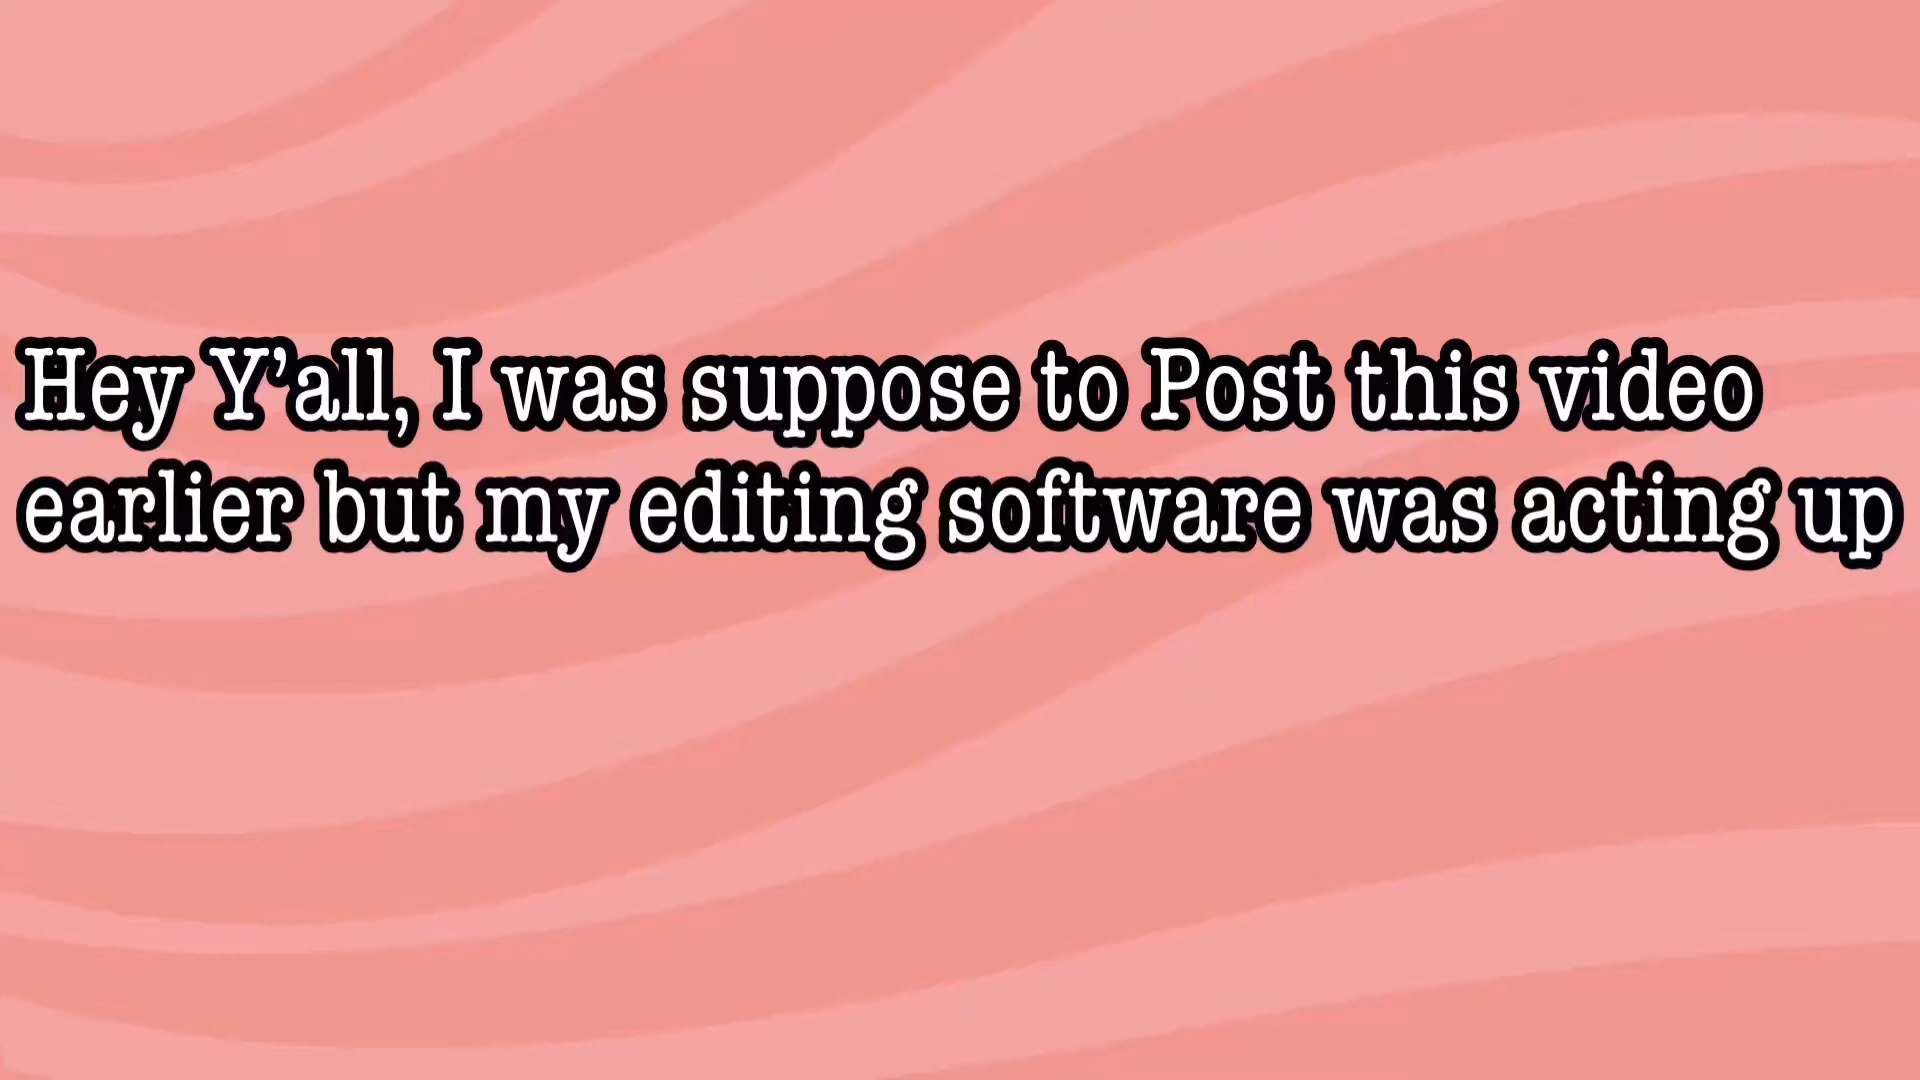 Hey Y’all, I was suppose to Post this video
earlier but my editing software was acting up